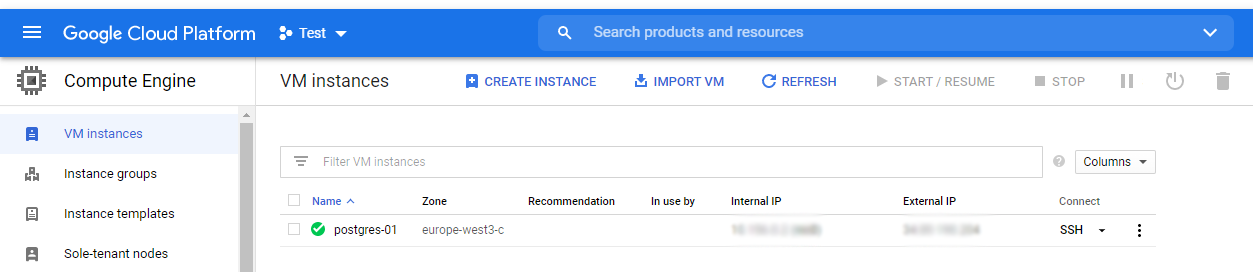 Google Cloud Platform Test Search products and resources
Compute Engine VM instances CREATE INSTANCE IMPORT VM REFRESH START / RESUME STOP
VM instances
Filter VM instances Columns
Instance groups
Name Zone Recommendation In use by Internal IP External IP Connect
Instance templates
postgres-01 europe-west3-c SSH
Sole-tenant nodes